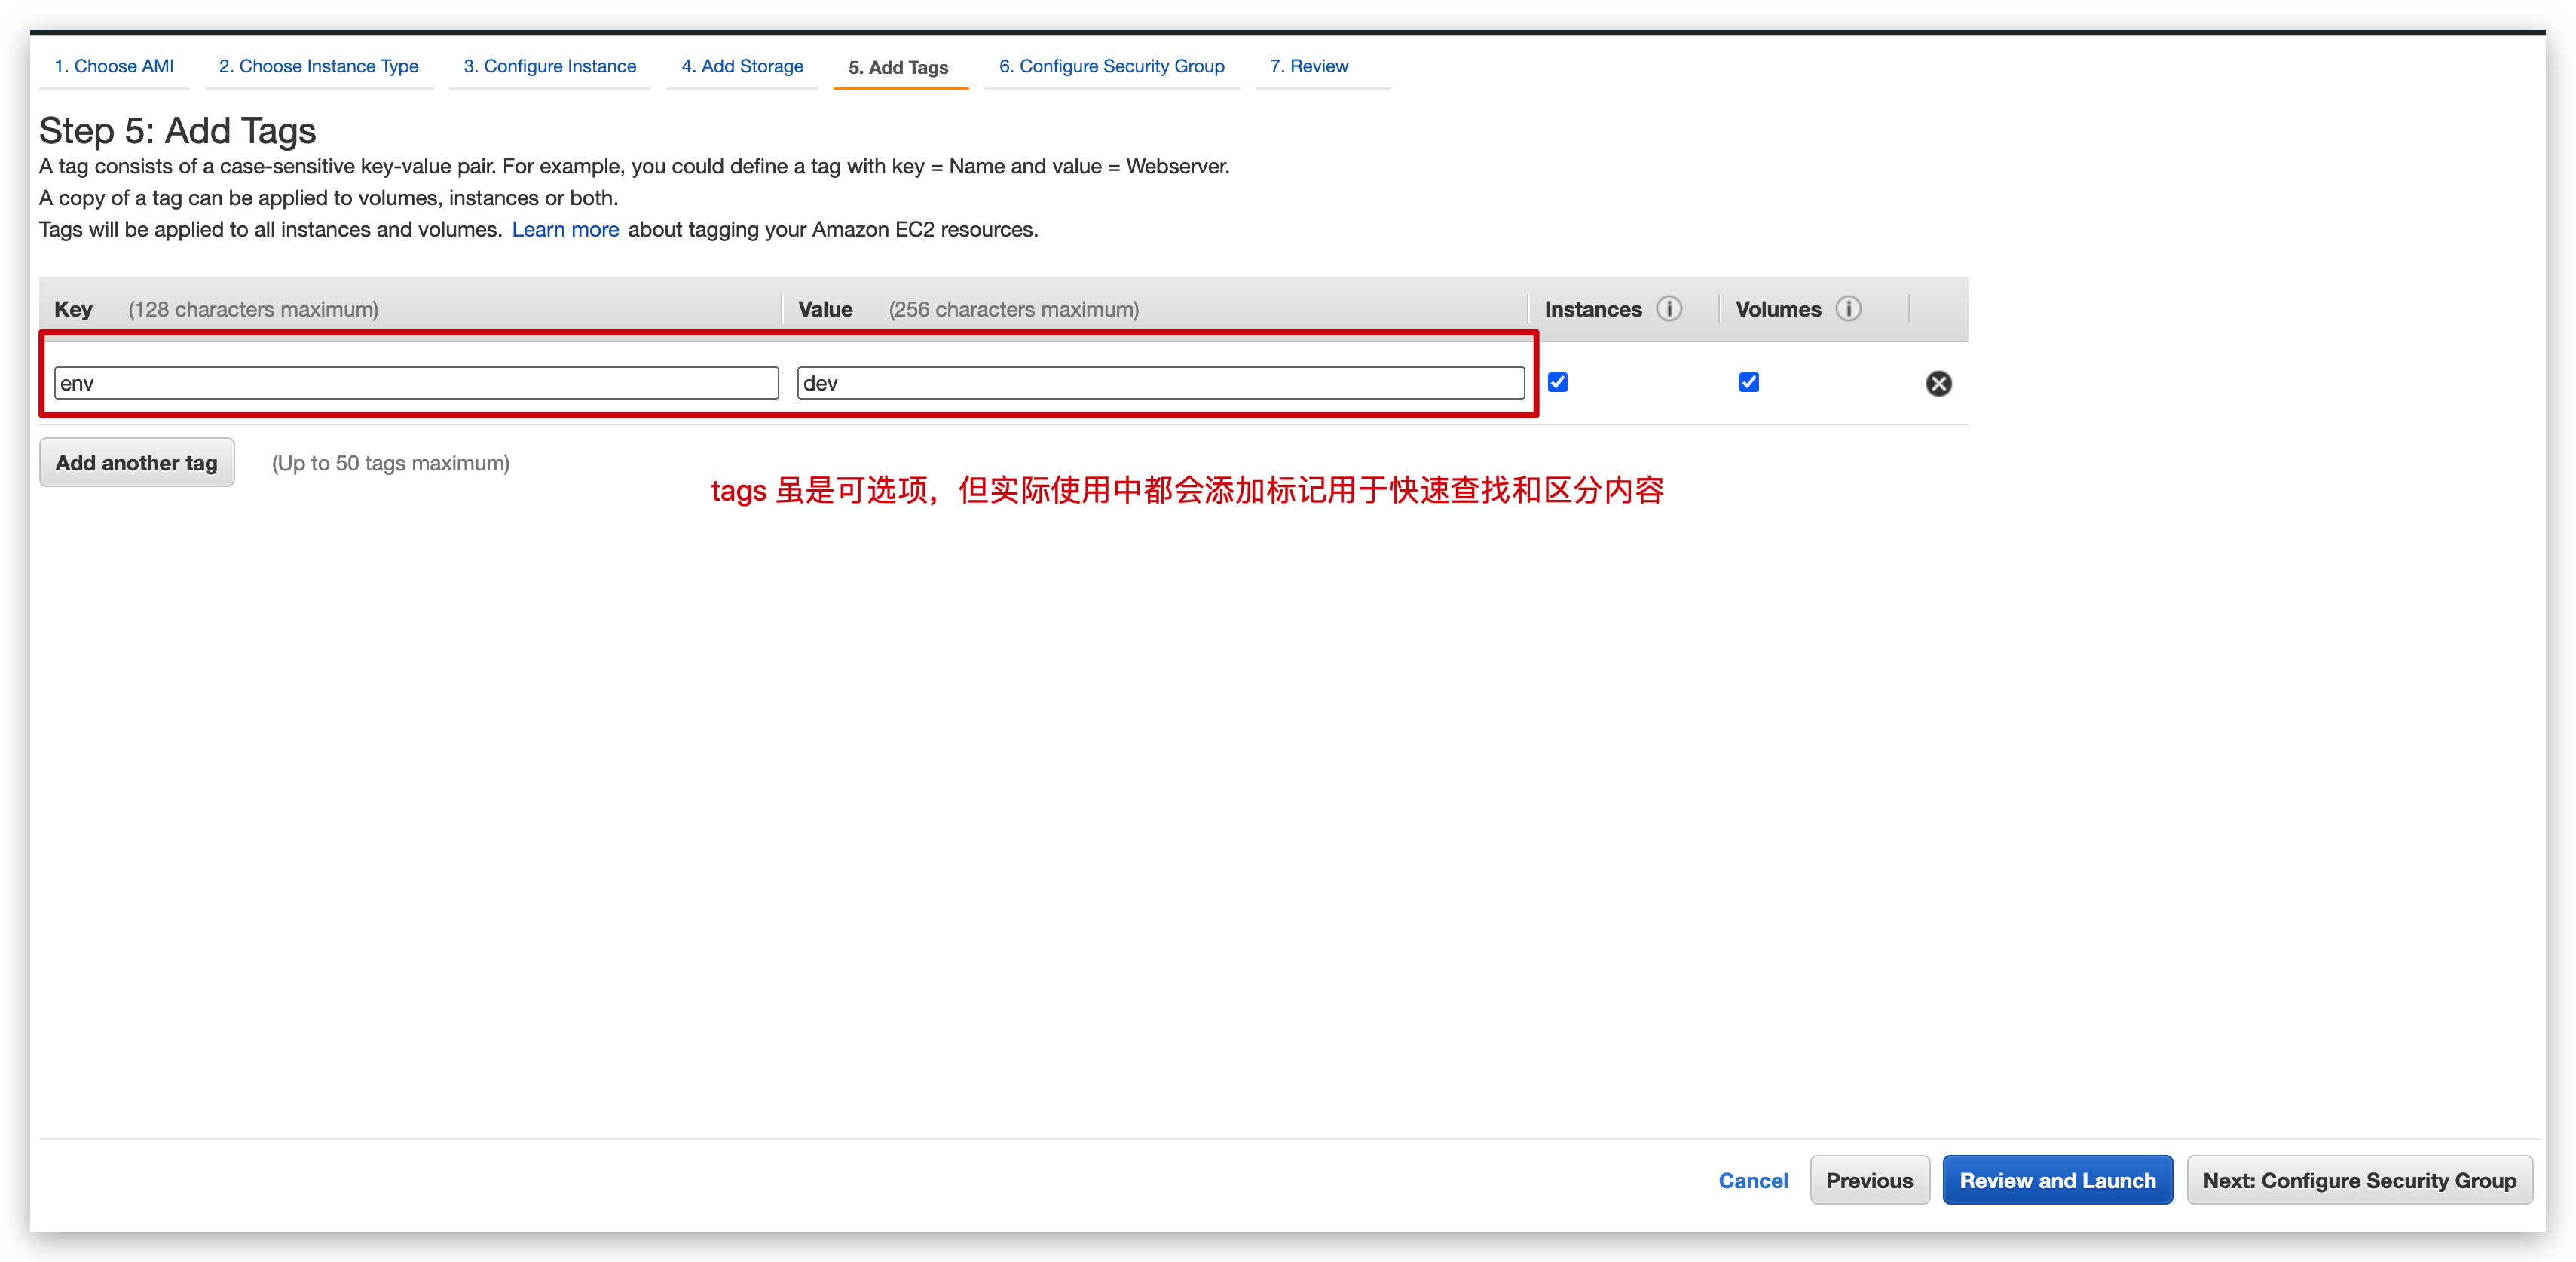 1. Choose AMI 2. Choose Instance Type 3. Configure Instance 4. Add Storage 5. Add Tags 6. Configure Security Group 7. Review
Step 5: Add Tags
A tag consists of a case-sensitive key-value pair. For example, you could define a tag with key = Name and value = Webserver.
A copy of a tag can be applied to volumes, instances or both.
Tags will be applied to all instances and volumes. Learn more about tagging your Amazon EC2 resources.
Key (128 characters maximum) Value (256 characters maximum) Instances i Volumes i
env dev
Add another tag (Up to 50 tags maximum)
tags 虽是可选项，但实际使用中都会添加标记用于快速查找和区分内容
Cancel Previous Review and Launch Next: Configure Security Group